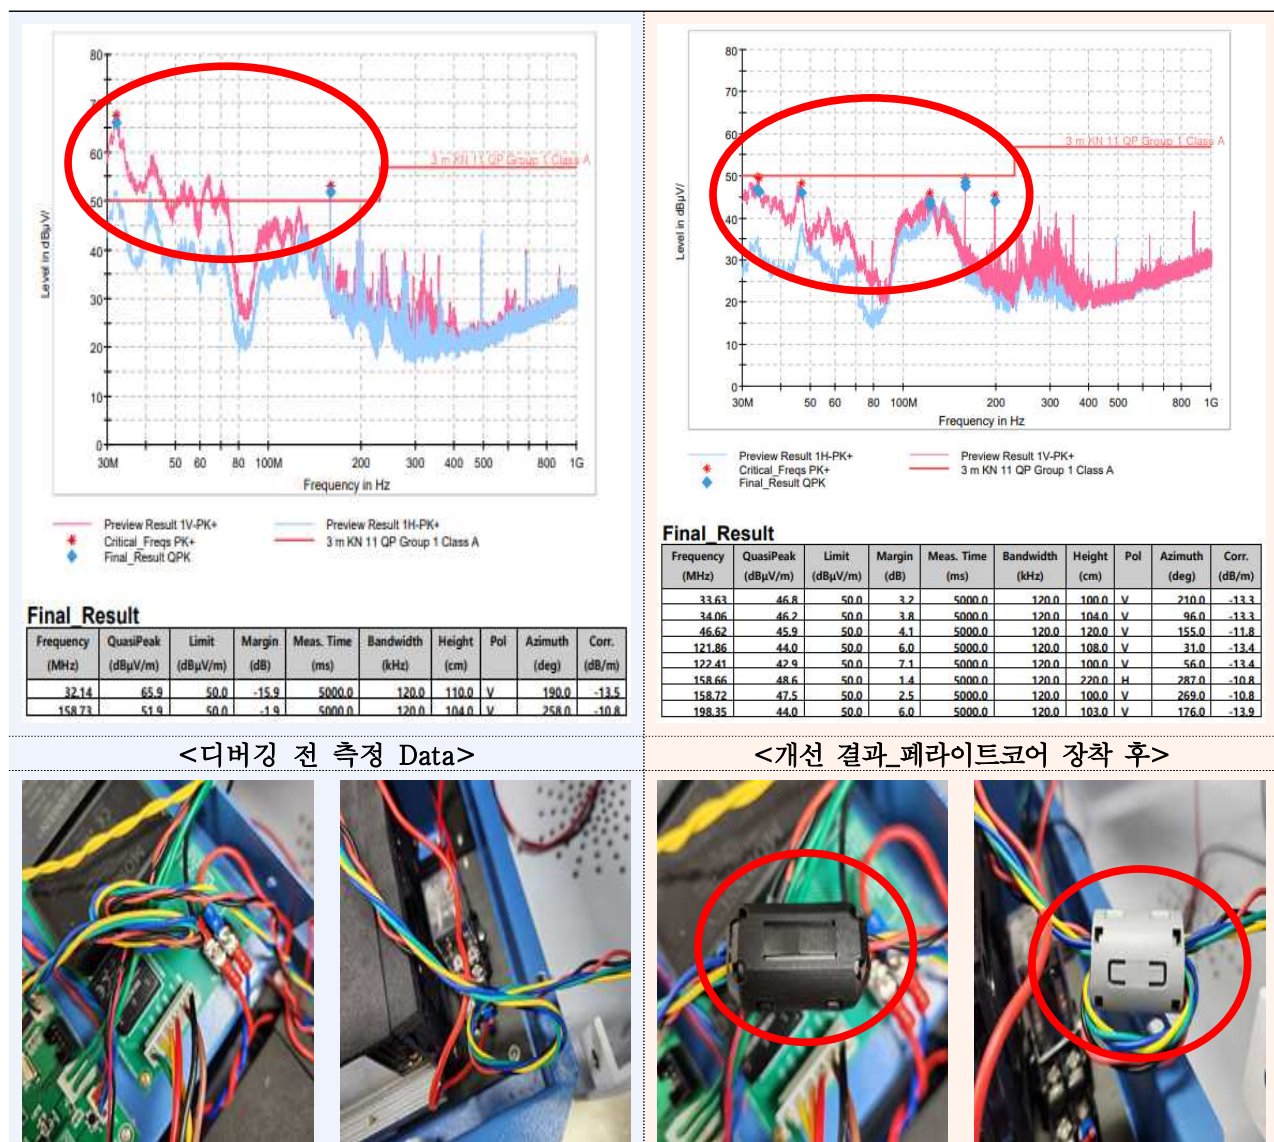 80
70
60
50
40
30
20
10
0
Level in dBµV/
3 m KN 11 QP Group 1 Class A
30M 50 60 80 100M 200 300 400 500 800 1G
Frequency in Hz
Preview Result 1V-PK+ Preview Result 1H-PK+
Critical_Freqs PK+ 3 m KN 11 QP Group 1 Class A
Final_Result QPK
Final_Result
Frequency QuasiPeak Limit Margin Meas. Time Bandwidth Height Pol Azimuth Corr.
(MHz) (dBµV/m) (dBµV/m) (dB) (ms) (kHz) (cm) (deg) (dB/m)
32.14 65.9 50.0 -15.9 5000.0 120.0 110.0 V 190.0 -13.5
158.73 51.9 50.0 -1.9 5000.0 120.0 104.0 V 258.0 -10.8
<디버깅 전 측정 Data>
80
70
60
50
40
30
20
10
0
Level in dBµV/
3 m KN 11 QP Group 1 Class A
30M 50 60 80 100M 200 300 400 500 800 1G
Frequency in Hz
Preview Result 1H-PK+ Preview Result 1V-PK+
Critical_Freqs PK+ 3 m KN 11 QP Group 1 Class A
Final_Result QPK
Final_Result
Frequency QuasiPeak Limit Margin Meas. Time Bandwidth Height Pol Azimuth Corr.
(MHz) (dBµV/m) (dBµV/m) (dB) (ms) (kHz) (cm) (deg) (dB/m)
33.63 46.8 50.0 3.2 5000.0 120.0 100.0 V 210.0 -13.3
34.06 46.2 50.0 3.8 5000.0 120.0 104.0 V 96.0 -13.3
46.62 45.9 50.0 4.1 5000.0 120.0 120.0 V 155.0 -11.8
121.86 44.0 50.0 6.0 5000.0 120.0 108.0 V 31.0 -13.4
122.41 42.9 50.0 7.1 5000.0 120.0 100.0 V 56.0 -13.4
158.66 48.6 50.0 1.4 5000.0 120.0 220.0 H 287.0 -10.8
158.72 47.5 50.0 2.5 5000.0 120.0 100.0 V 269.0 -10.8
198.35 44.0 50.0 6.0 5000.0 120.0 103.0 V 176.0 -13.9
<개선 결과_페라이트코어 장착 후>